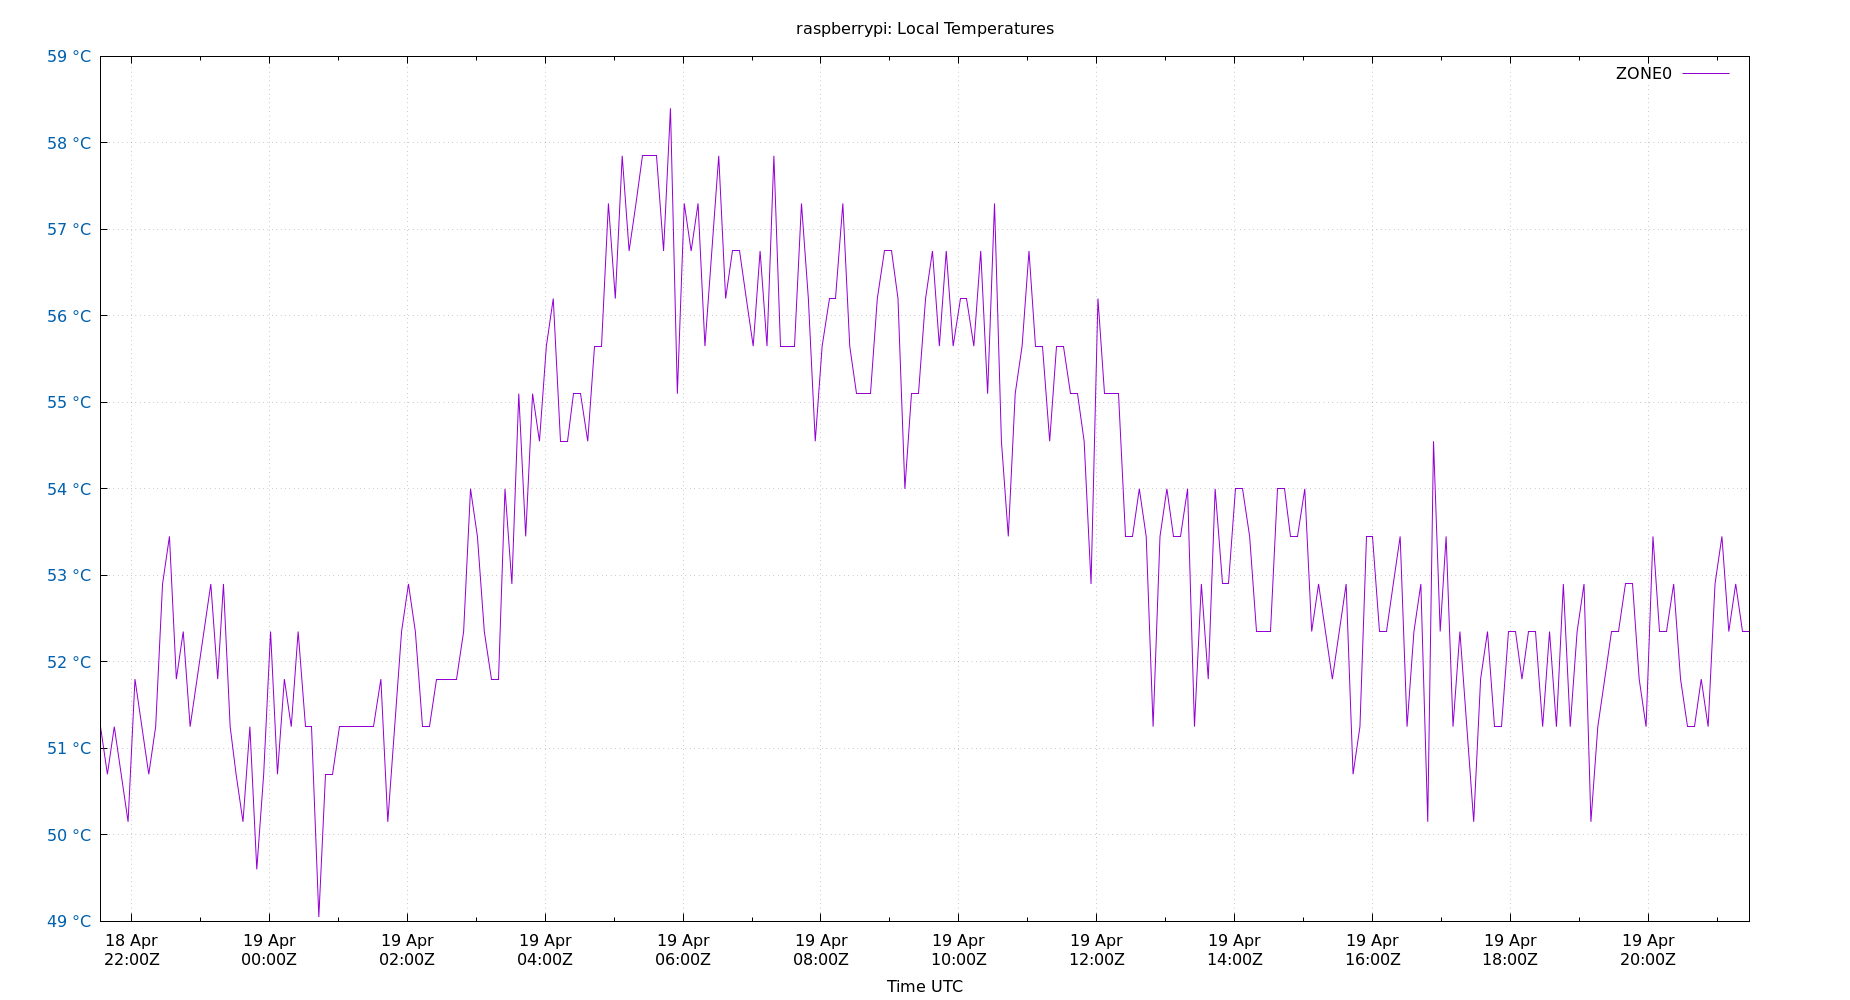 raspberrypi: Local Temperatures
59 °C
ZONE0
58 °C
57 °C
56 °C
55 °C
54 °C
53 °C
52 °C
51 °C
50 °C
49 °C
18 Apr 19 Apr 19 Apr 19 Apr 19 Apr 19 Apr 19 Apr 19 Apr 19 Apr 19 Apr 19 Apr 19 Apr
22:00Z 00:00Z 02:00Z 04:00Z 06:00Z 08:00Z 10:00Z 12:00Z 14:00Z 16:00Z 18:00Z 20:00Z
Time UTC